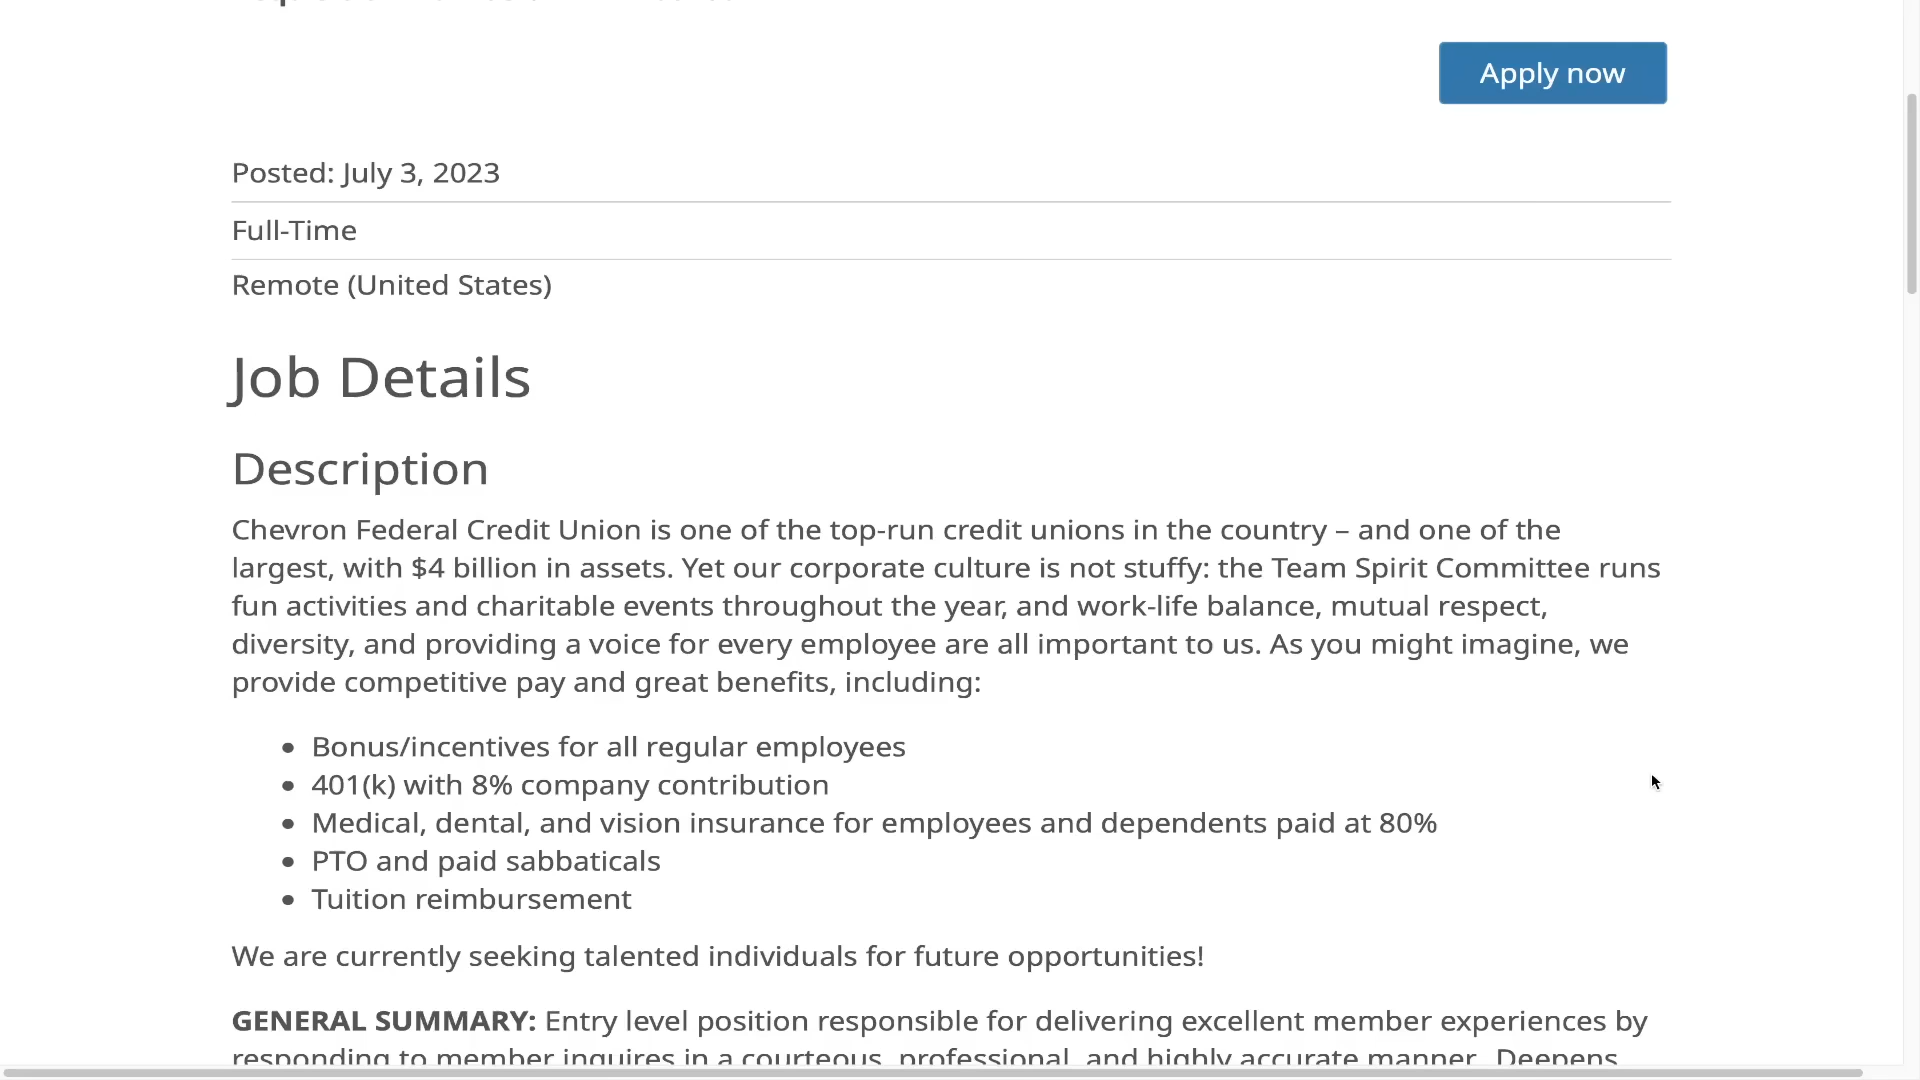 Apply now
Posted: July 3, 2023
Full-Time
Remote (United States)
Job Details
Description
Chevron Federal Credit Union is one of the top-run credit unions in the country – and one of the
largest, with $4 billion in assets. Yet our corporate culture is not stuffy: the Team Spirit Committee runs
fun activities and charitable events throughout the year, and work-life balance, mutual respect,
diversity, and providing a voice for every employee are all important to us. As you might imagine, we
provide competitive pay and great benefits, including:
• Bonus/incentives for all regular employees
• 401(k) with 8% company contribution
• Medical, dental, and vision insurance for employees and dependents paid at 80%
• PTO and paid sabbaticals
• Tuition reimbursement
We are currently seeking talented individuals for future opportunities!
GENERAL SUMMARY: Entry level position responsible for delivering excellent member experiences by
responding to member inquires in a courteous, professional, and highly accurate manner. Deepens